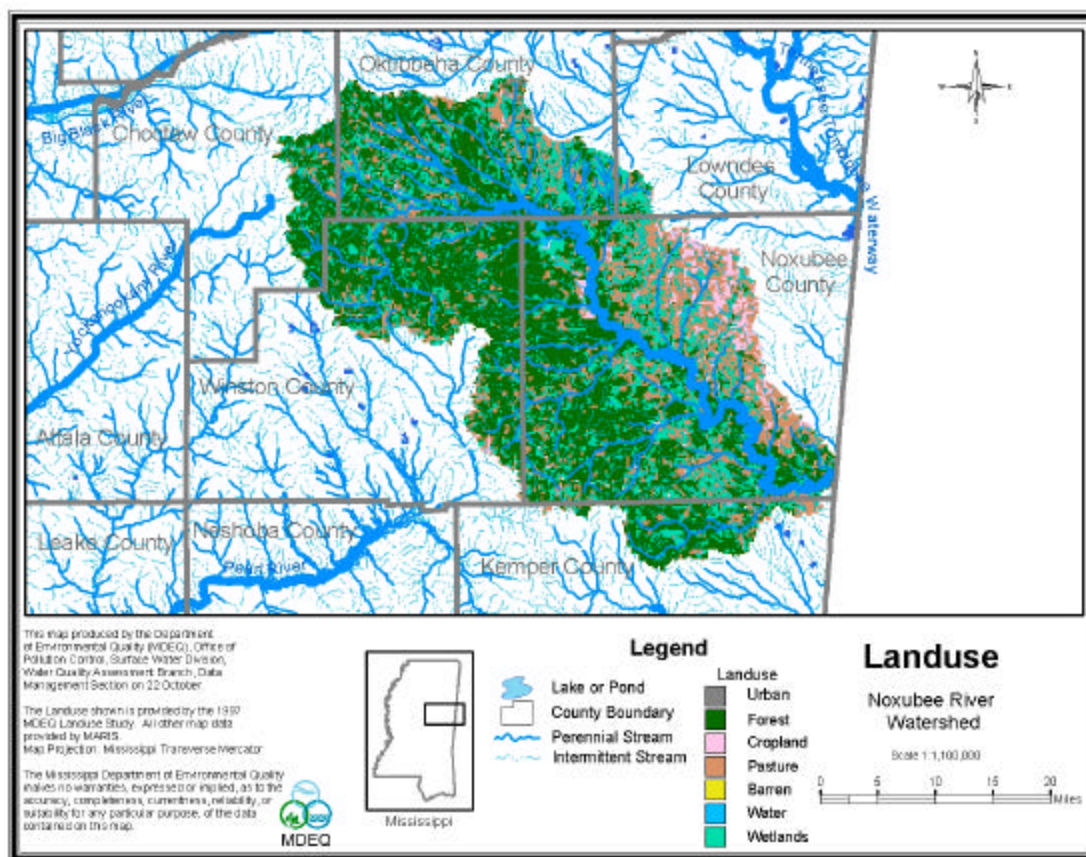 Oktibbeha County
Big Black River
Choctaw County
Tennessee Tombigbee Waterway
Lowndes
County
Noxubee
County
Yockanookany River
Winston County
Attala County
Leake County
Neshoba County
Pearl River
Kemper County
This map produced by the Department
of Environmental Quality (MDEQ), Office of
Pollution Control, Surface Water Division,
Water Quality Assessment Branch, Data
Management Section on 22 October.
The Landuse shown is provided by the 1997
MDEQ Landuse Study. All other map data
provided by MARIS.
Map Projection: Mississippi Transverse Mercator
The Mississippi Department of Environmental Quality
makes no warranties, expressed or implied, as to the
accuracy, completeness, currentness, reliability, or
suitability for any particular purpose, of the data
contained on this map.
MDEQ
Mississippi
Legend
Lake or Pond
County Boundary
Perennial Stream
Intermittent Stream
Landuse
Urban
Forest
Cropland
Pasture
Barren
Water
Wetlands
Landuse
Noxubee River
Watershed
Scale 1:1,100,000
0 5 10 15 20
Miles